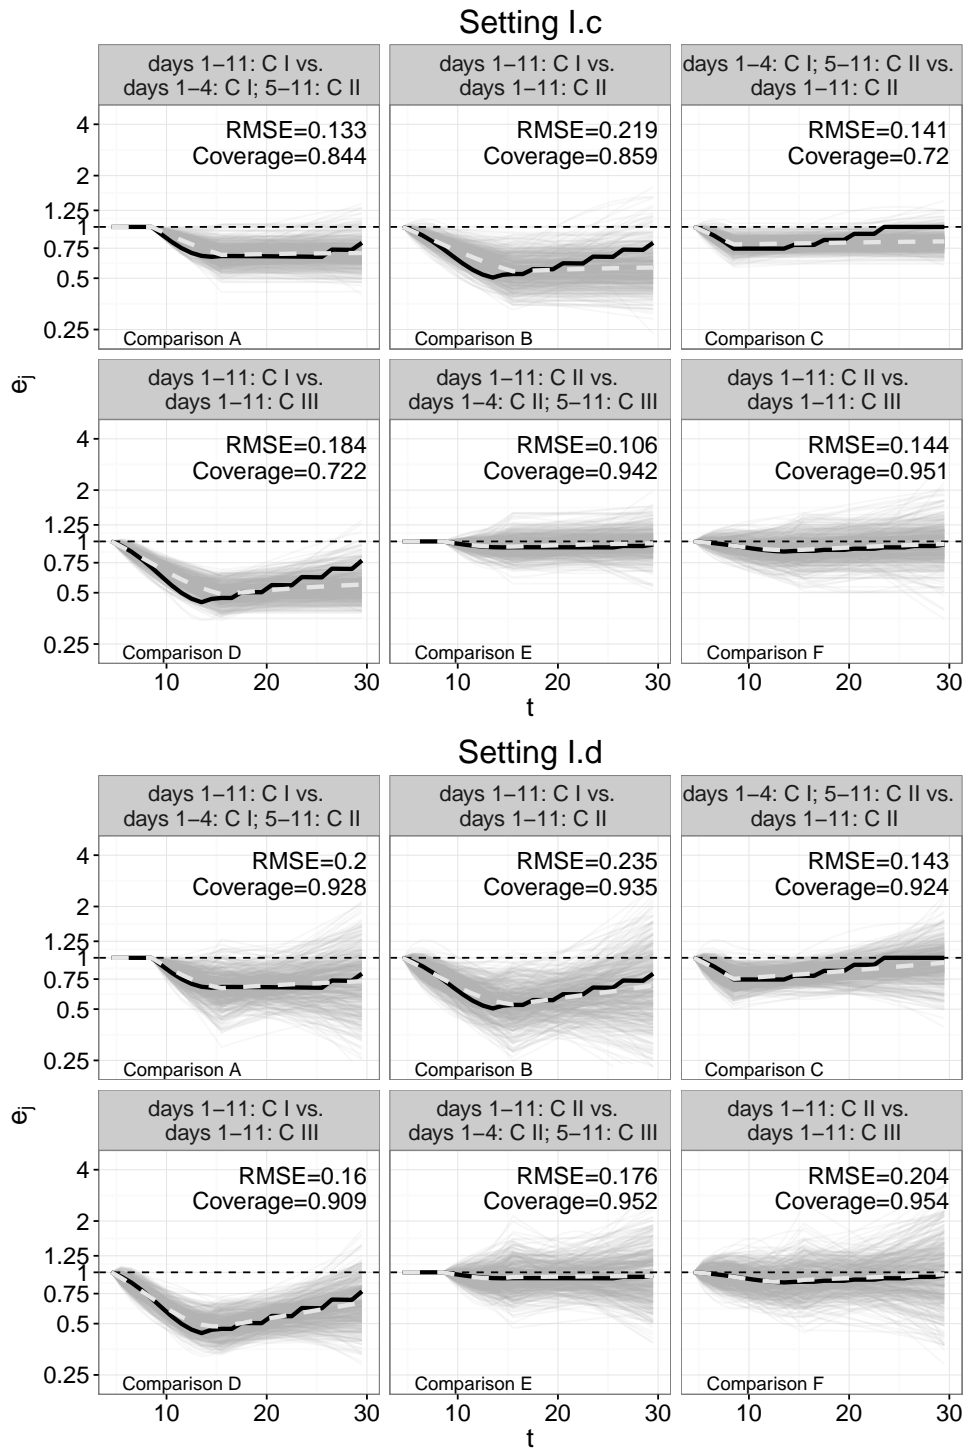 Setting I.c
days 1−11: C I vs.
days 1−4: C I; 5−11: C II
days 1−11: C I vs.
days 1−11: C II
days 1−4: C I; 5−11: C II vs.
days 1−11: C II
4
2
1.25
1
0.75
0.5
0.25
RMSE=0.133
Coverage=0.844
Comparison A
RMSE=0.219
Coverage=0.859
Comparison B
RMSE=0.141
Coverage=0.72
Comparison C
ej
days 1−11: C I vs.
days 1−11: C III
days 1−11: C II vs.
days 1−4: C II; 5−11: C III
days 1−11: C II vs.
days 1−11: C III
4
2
1.25
1
0.75
0.5
0.25
RMSE=0.184
Coverage=0.722
Comparison D
RMSE=0.106
Coverage=0.942
Comparison E
RMSE=0.144
Coverage=0.951
Comparison F
10 20 30
10 20 30
10 20 30
t
Setting I.d
days 1−11: C I vs.
days 1−4: C I; 5−11: C II
days 1−11: C I vs.
days 1−11: C II
days 1−4: C I; 5−11: C II vs.
days 1−11: C II
4
2
1.25
1
0.75
0.5
0.25
RMSE=0.2
Coverage=0.928
Comparison A
RMSE=0.235
Coverage=0.935
Comparison B
RMSE=0.143
Coverage=0.924
Comparison C
ej
days 1−11: C I vs.
days 1−11: C III
days 1−11: C II vs.
days 1−4: C II; 5−11: C III
days 1−11: C II vs.
days 1−11: C III
4
2
1.25
1
0.75
0.5
0.25
RMSE=0.16
Coverage=0.909
Comparison D
RMSE=0.176
Coverage=0.952
Comparison E
RMSE=0.204
Coverage=0.954
Comparison F
10 20 30
10 20 30
10 20 30
t